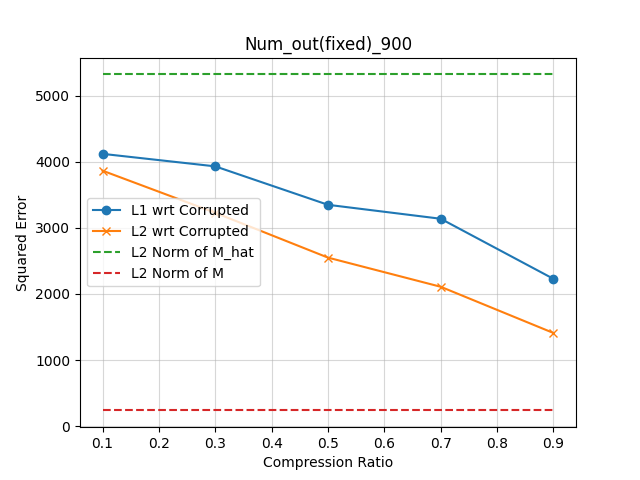 Num_out(fixed)_900
Squared Error
5000
4000
3000
2000
1000
0
L1 wrt Corrupted
L2 wrt Corrupted
L2 Norm of M_hat
L2 Norm of M
0.1 0.2 0.3 0.4 0.5 0.6 0.7 0.8 0.9
Compression Ratio